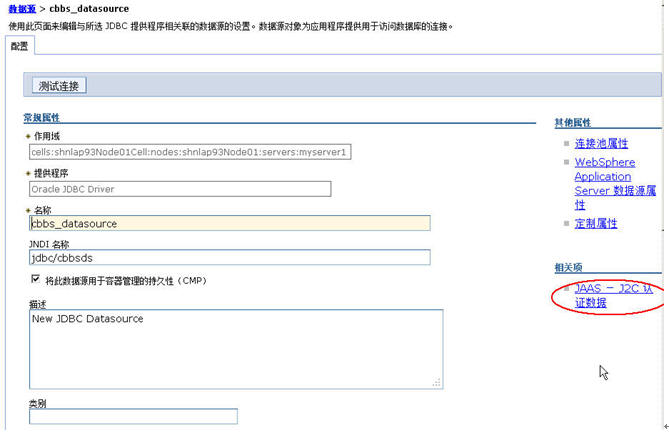 数据源 > cbbs_datasource
使用此页面来编辑与所选 JDBC 提供程序相关联的数据源的设置。数据源对象为应用程序提供用于访问数据库的连接。
配置
测试连接
常规属性
作用域
cells:shnlap93Node01Cell:nodes:shnlap93Node01:servers:myserver1
提供程序
Oracle JDBC Driver
名称
cbbs_datasource
JNDI 名称
jdbc/cbbsds
将此数据源用于容器管理的持久性（CMP）
描述
New JDBC Datasource
类别
其他属性
连接池属性
WebSphere
Application
Server 数据源属
性
定制属性
相关项
JAAS － J2C 认
证数据